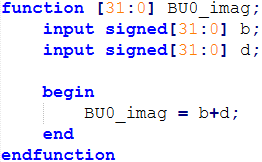 function [31:0] BU0_imag;
input signed[31:0] b;
input signed[31:0] d;
begin
BU0_imag = b+d;
end
endfunction